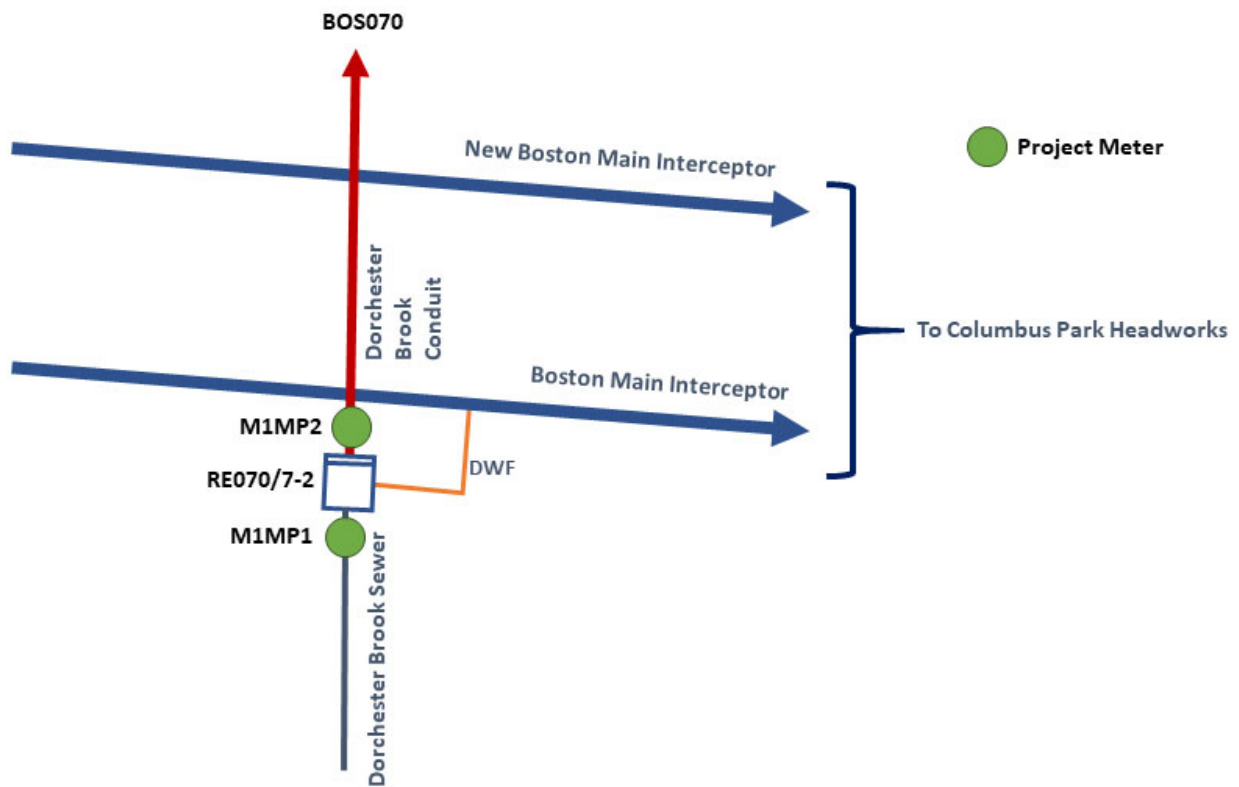 BOS070
New Boston Main Interceptor
Project Meter
Dorchester
Brook
Conduit
To Columbus Park Headworks
Boston Main Interceptor
M1MP2
DWF
RE070/7-2
M1MP1
Dorchester Brook Sewer